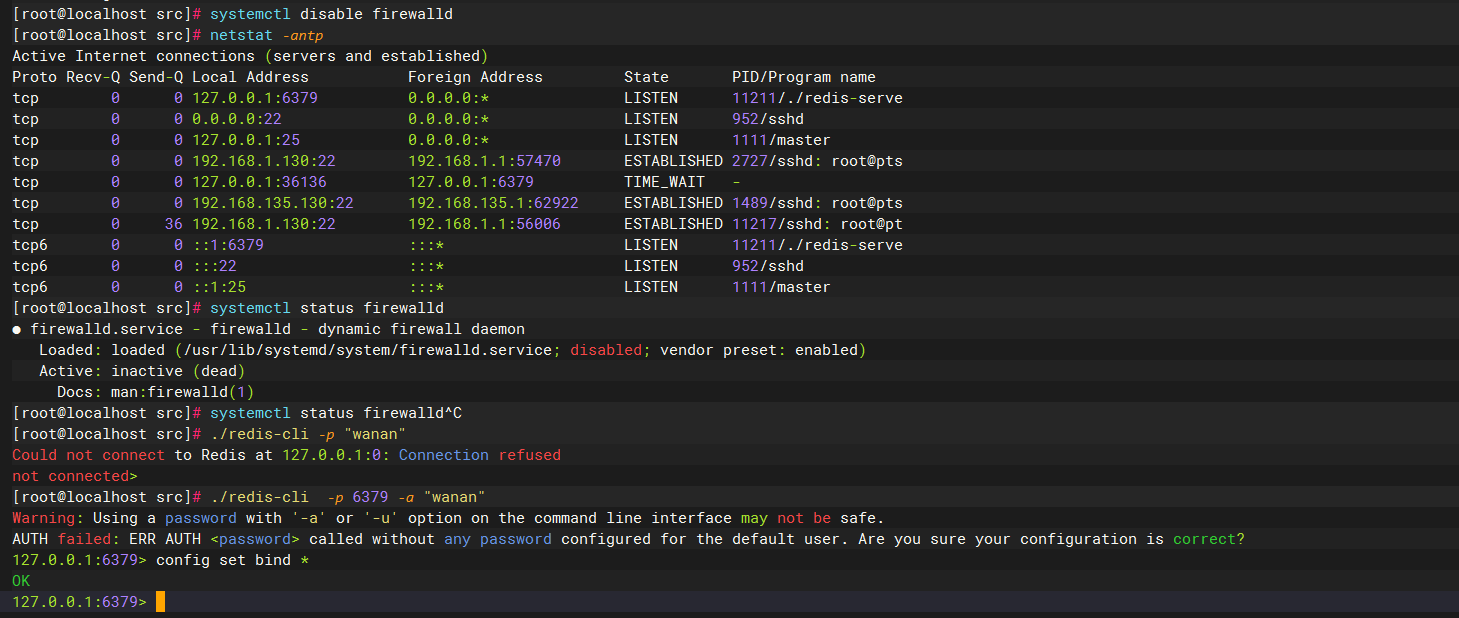 [root@localhost src]# systemctl disable firewalld
[root@localhost src]# netstat -antp
Active Internet connections (servers and established)
Proto Recv-Q Send-Q Local Address           Foreign Address         State       PID/Program name
tcp        0      0 127.0.0.1:6379          0.0.0.0:*               LISTEN      11211/./redis-serve
tcp        0      0 0.0.0.0:22              0.0.0.0:*               LISTEN      952/sshd
tcp        0      0 127.0.0.1:25            0.0.0.0:*               LISTEN      1111/master
tcp        0      0 192.168.1.130:22        192.168.1.1:57470       ESTABLISHED 2727/sshd: root@pts
tcp        0      0 127.0.0.1:36136         127.0.0.1:6379          TIME_WAIT   -
tcp        0      0 192.168.135.130:22      192.168.135.1:62922     ESTABLISHED 1489/sshd: root@pts
tcp        0     36 192.168.1.130:22        192.168.1.1:56006       ESTABLISHED 11217/sshd: root@pt
tcp6       0      0 ::1:6379                :::*                    LISTEN      11211/./redis-serve
tcp6       0      0 :::22                   :::*                    LISTEN      952/sshd
tcp6       0      0 ::1:25                  :::*                    LISTEN      1111/master
[root@localhost src]# systemctl status firewalld
● firewalld.service - firewalld - dynamic firewall daemon
   Loaded: loaded (/usr/lib/systemd/system/firewalld.service; disabled; vendor preset: enabled)
   Active: inactive (dead)
     Docs: man:firewalld(1)
[root@localhost src]# systemctl status firewalld^C
[root@localhost src]# ./redis-cli -p "wanan"
Could not connect to Redis at 127.0.0.1:0: Connection refused
not connected>
[root@localhost src]# ./redis-cli  -p 6379 -a "wanan"
Warning: Using a password with '-a' or '-u' option on the command line interface may not be safe.
AUTH failed: ERR AUTH <password> called without any password configured for the default user. Are you sure your configuration is correct?
127.0.0.1:6379> config set bind *
OK
127.0.0.1:6379>